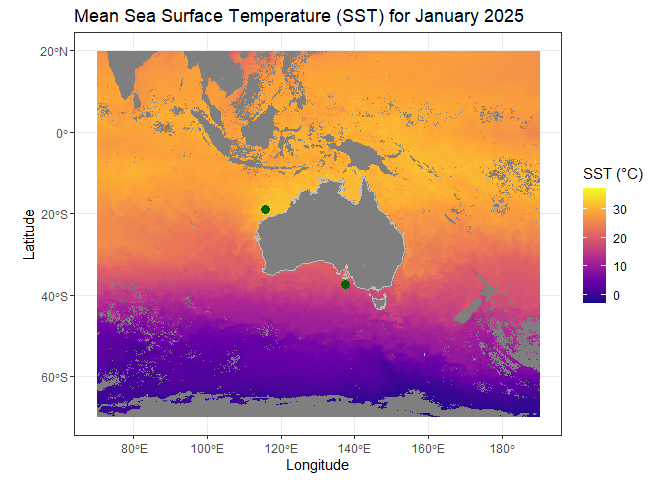 Mean Sea Surface Temperature (SST) for January 2025
20°N
0°
20°S
40°S
60°S
Latitude
80°E
100°E
120°E
140°E
160°E
180°
Longitude
SST (°C)
30
20
10
0